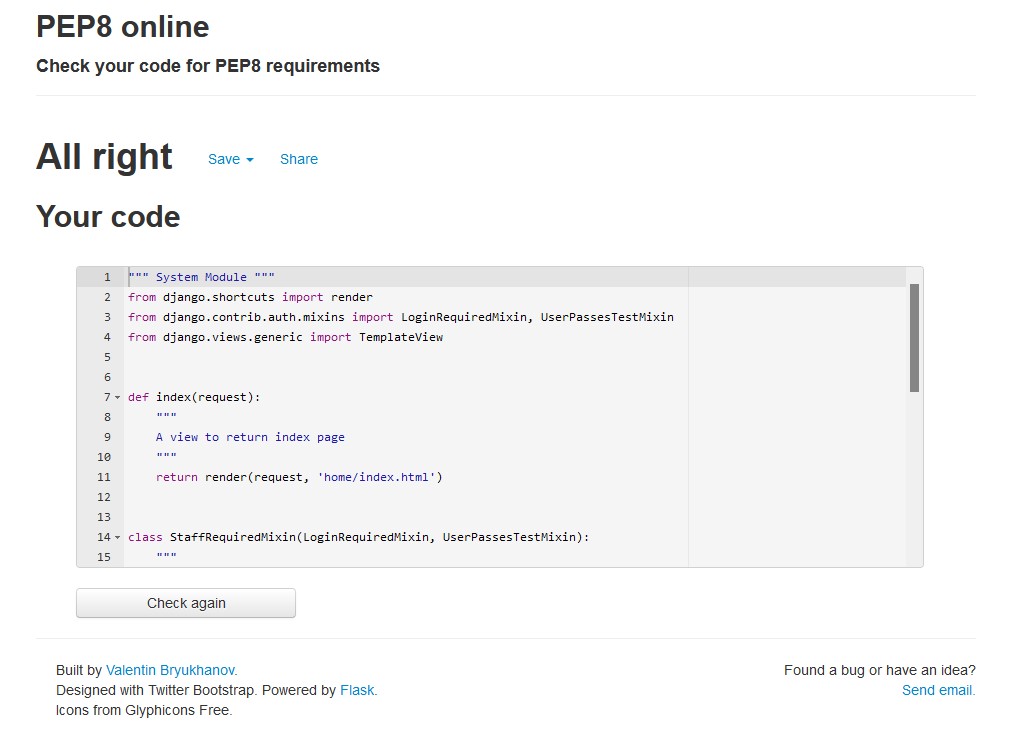 PEP8 online
Check your code for PEP8 requirements
All right Save Share
Your code
1 """ System Module """
2 from django.shortcuts import render
3 from django.contrib.auth.mixins import LoginRequiredMixin, UserPassesTestMixin
4 from django.views.generic import TemplateView
5
6
7 def index(request):
8 """
9 A view to return index page
10 """
11 return render(request, 'home/index.html')
12
13
14 class StaffRequiredMixin(LoginRequiredMixin, UserPassesTestMixin):
15 """
Check again
Built by Valentin Bryukhanov.
Designed with Twitter Bootstrap. Powered by Flask.
Icons from Glyphicons Free.
Found a bug or have an idea?
Send email.